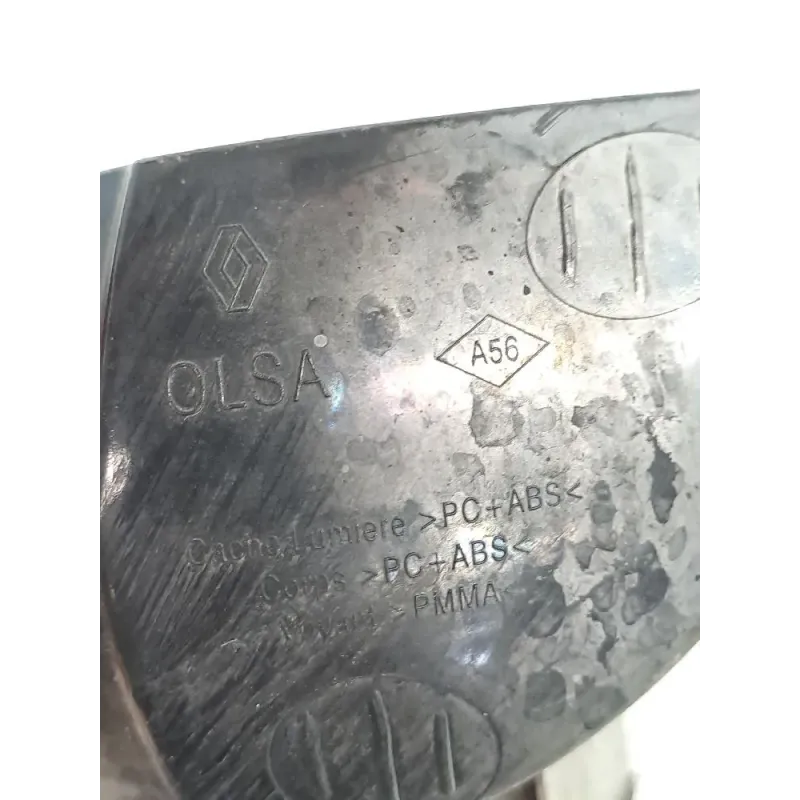 OLSA
A56
Cache Lumiere >PC+ABS<
Corps >PC+ABS<
>PMMA<